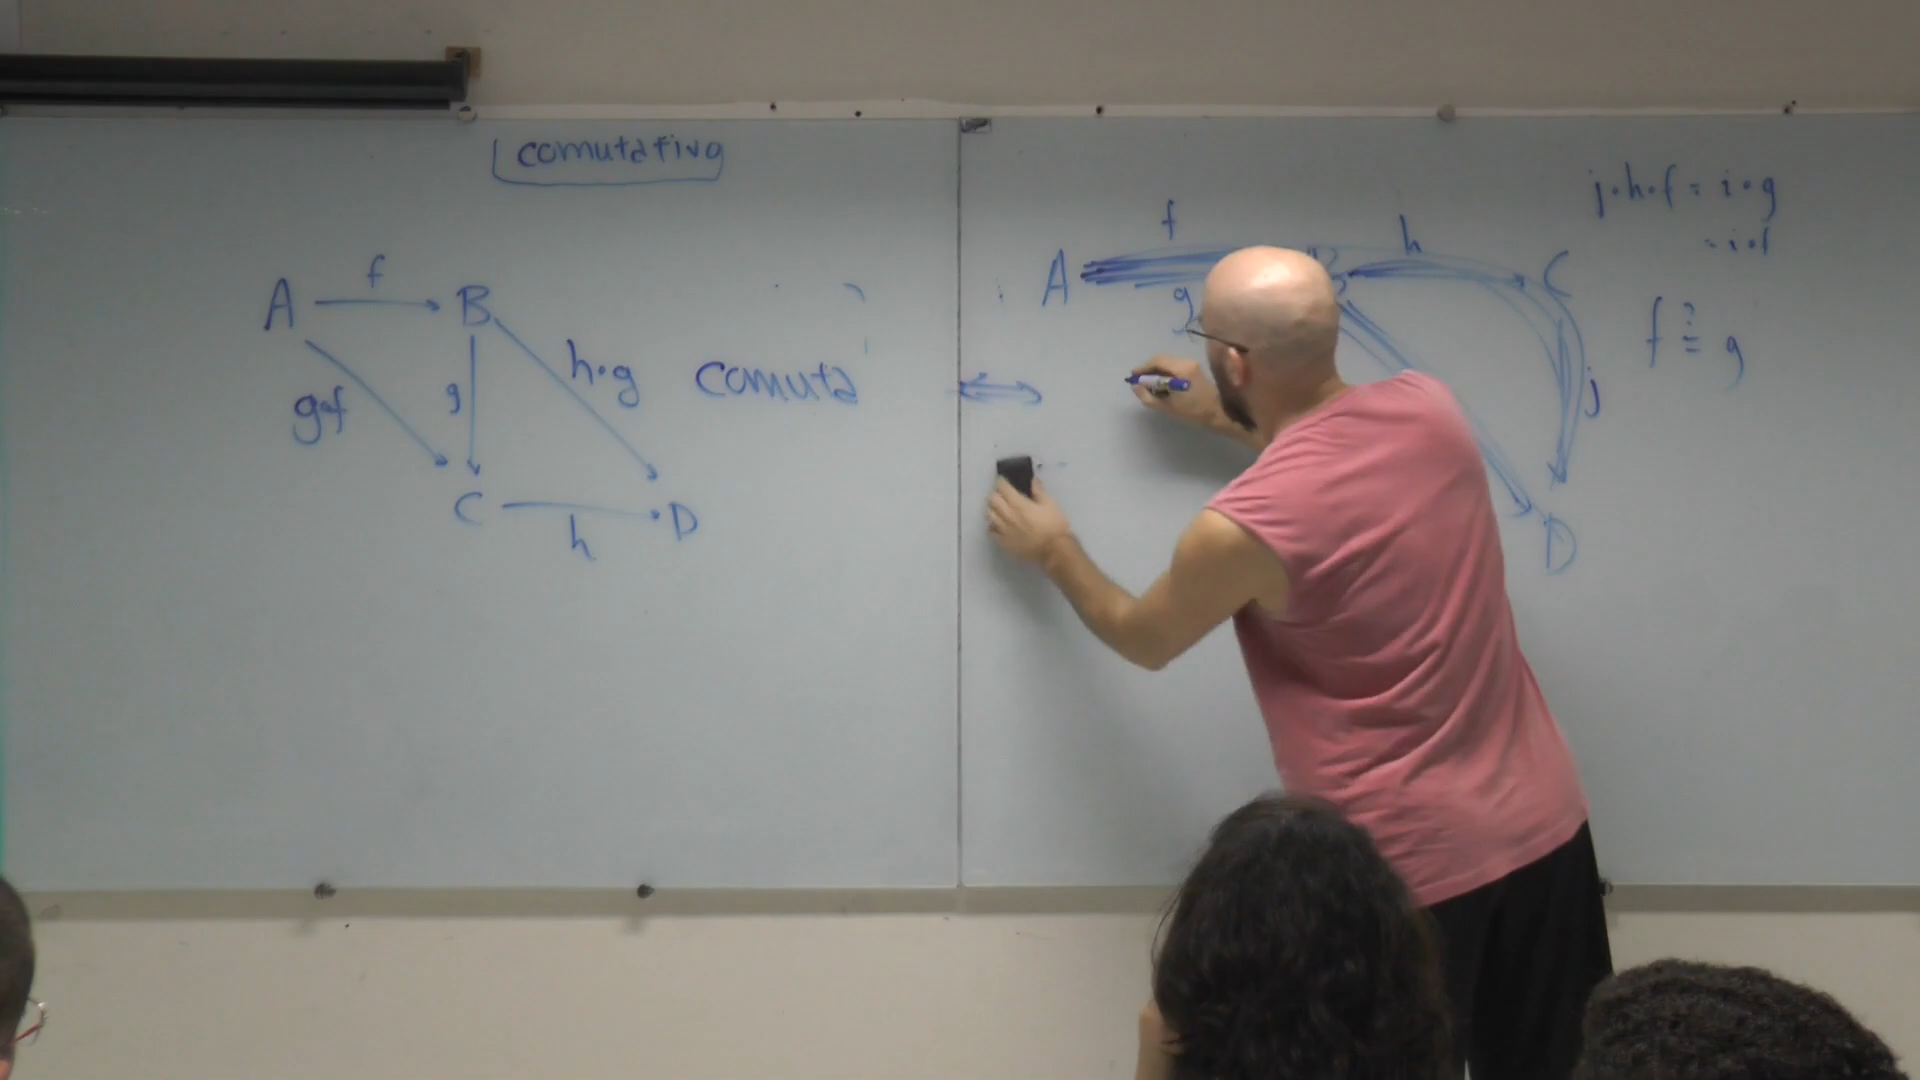 comutativo
A f B
g∘f g h∘g
C h D
comuta
A f B h C
g j
D
j∘h∘f = i∘g
= i∘f
f ?= g